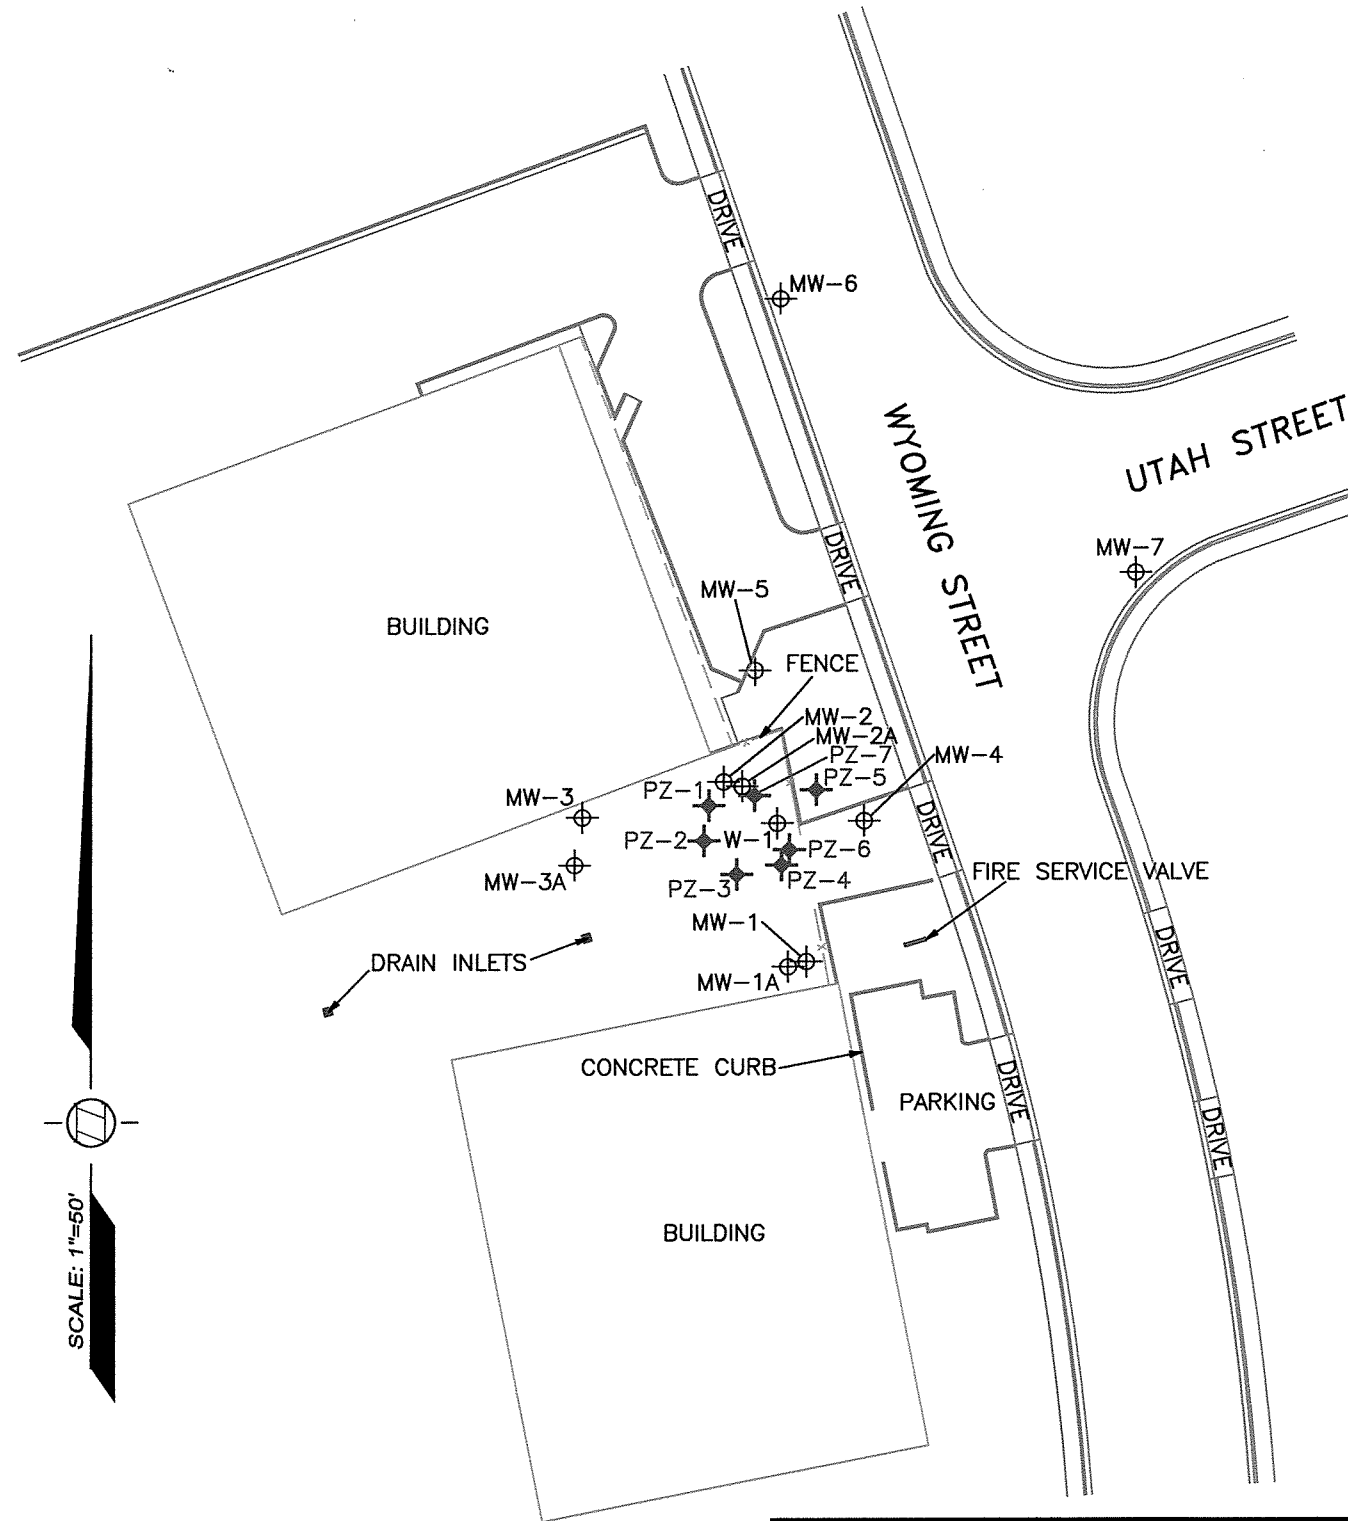 DRIVE
MW-6
WYOMING STREET
UTAH STREET
DRIVE
MW-7
MW-5
BUILDING
FENCE
MW-2
MW-2A
PZ-7
MW-4
PZ-5
PZ-1
MW-3
PZ-2
W-1
PZ-6
DRIVE
MW-3A
PZ-3
PZ-4
FIRE SERVICE VALVE
MW-1
DRAIN INLETS
MW-1A
DRIVE
CONCRETE CURB
DRIVE
PARKING
DRIVE
BUILDING
SCALE: 1"=50'